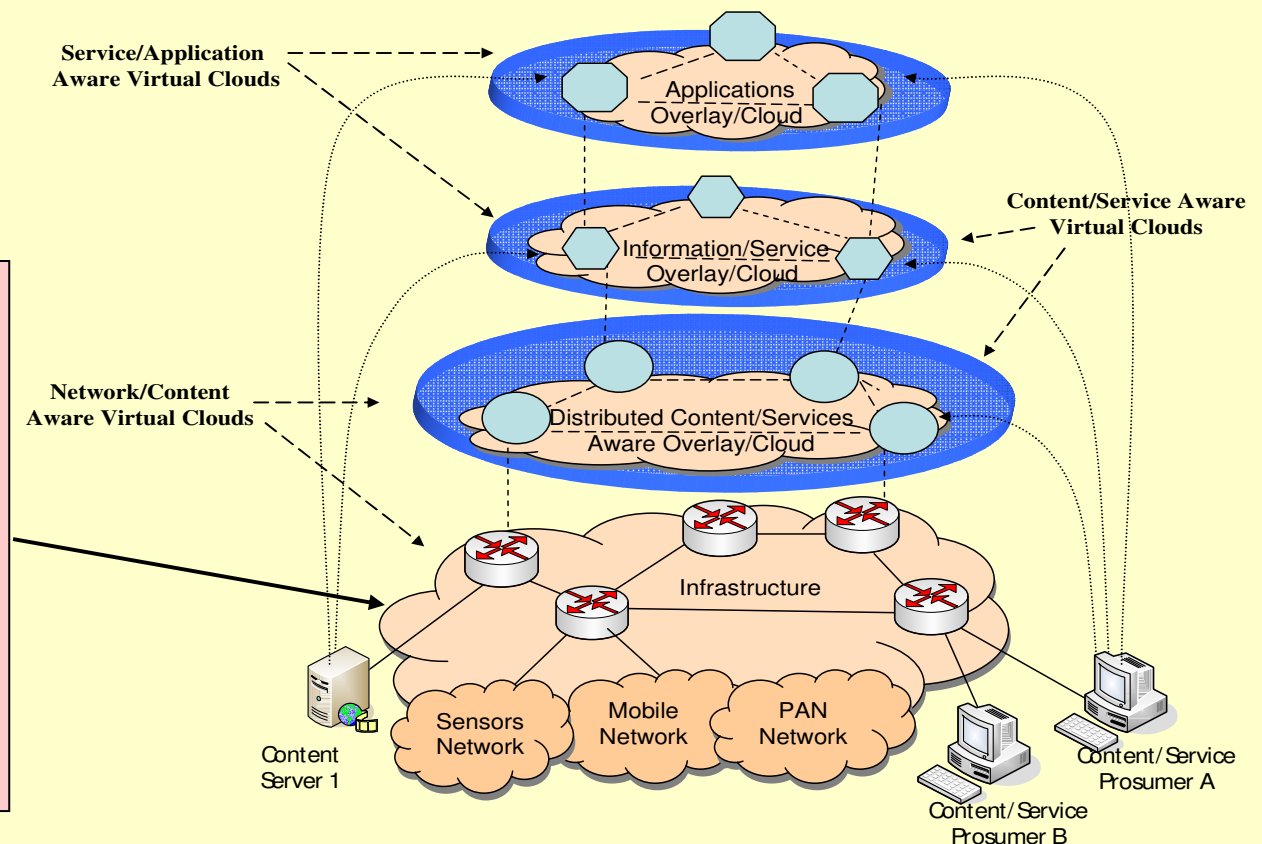 Service/Application
Aware Virtual Clouds
Applications
Overlay/Cloud
Content/Service Aware
Virtual Clouds
Information/Service
Overlay/Cloud
Network/Content
Aware Virtual Clouds
Distributed Content/Services
Aware Overlay/Cloud
Infrastructure
Sensors
Network
Mobile
Network
PAN
Network
Content
Server 1
Content/Service
Prosumer A
Content/Service
Prosumer B